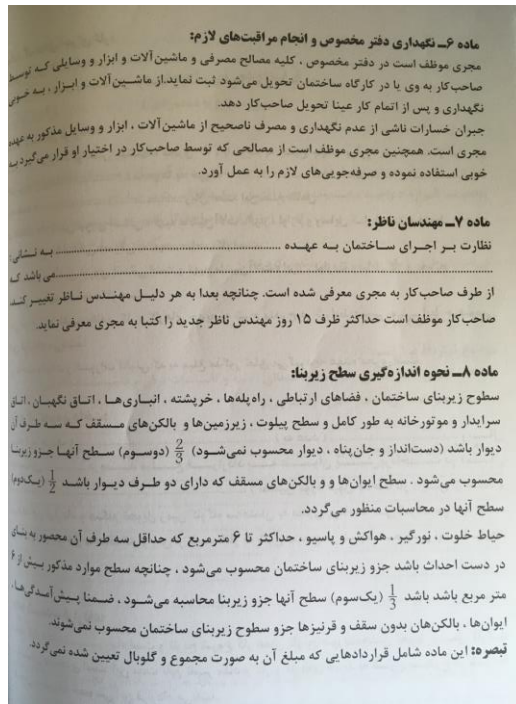 ماده ۶ــ نگهداری دفتر مخصوص و انجام مراقبت‌های لازم:
مجری موظف است در دفتر مخصوص ، کلیه مصالح مصرفی و ماشین‌آلات و ابزار و وسایلی که توسط
صاحب‌کار به وی یا در کارگاه ساختمان تحویل می‌شود ثبت نماید.از ماشین‌آلات و ابزار ، به خوبی
نگهداری و پس از اتمام کار عینا تحویل صاحب‌کار دهد.
جبران خسارات ناشی از عدم نگهداری و مصرف ناصحیح از ماشین‌آلات ، ابزار و وسایل مذکور به عهده
مجری است. همچنین مجری موظف است از مصالحی که توسط صاحب‌کار در اختیار او قرار می‌گیرد به
خوبی استفاده نموده و صرفه‌جویی‌های لازم را به عمل آورد.
ماده ۷ــ مهندسان ناظر:
نظارت بر اجرای ساختمان به عهده ........................................ به نشانی:
................................................................................می باشد که
از طرف صاحب‌کار به مجری معرفی شده است. چنانچه بعدا به هر دلیل مهندس ناظر تغییر کند
صاحب‌کار موظف است حداکثر ظرف ۱۵ روز مهندس ناظر جدید را کتبا به مجری معرفی نماید.
ماده ۸ــ نحوه اندازه‌گیری سطح زیربنا:
سطوح زیربنای ساختمان ، فضاهای ارتباطی ، راه‌پله‌ها ، خرپشته ، انباری‌ها ، اتاق نگهبان ، اتاق
سرایدار و موتورخانه به طور کامل و سطح پیلوت ، زیرزمین‌ها و بالکن‌های مسقف که سه طرف آن
دیوار باشد (دست‌انداز و جان‌پناه ، دیوار محسوب نمی‌شود) ۲/۳ (دوسوم) سطح آنها جزو زیربنا
محسوب می‌شود . سطح ایوان‌ها و و بالکن‌های مسقف که دارای دو طرف دیوار باشد ۱/۲ (یک‌دوم)
سطح آنها در محاسبات منظور می‌گردد.
حیاط خلوت ، نورگیر ، هواکش و پاسیو ، حداکثر تا ۶ مترمربع که حداقل سه طرف آن محصور به بنای
در دست احداث باشد جزو زیربنای ساختمان محسوب می‌شود ، چنانچه سطح موارد مذکور بیش از ۶
متر مربع باشد باشد ۱/۳ (یک‌سوم) سطح آنها جزو زیربنا محاسبه می‌شود ، ضمنا پیش‌آمدگی‌ها ،
ایوان‌ها ، بالکن‌هان بدون سقف و قرنیزها جزو سطوح زیربنای ساختمان محسوب نمی‌شوند.
تبصره: این ماده شامل قراردادهایی که مبلغ آن به صورت مجموع و گلوبال تعیین شده نمی‌گردد.